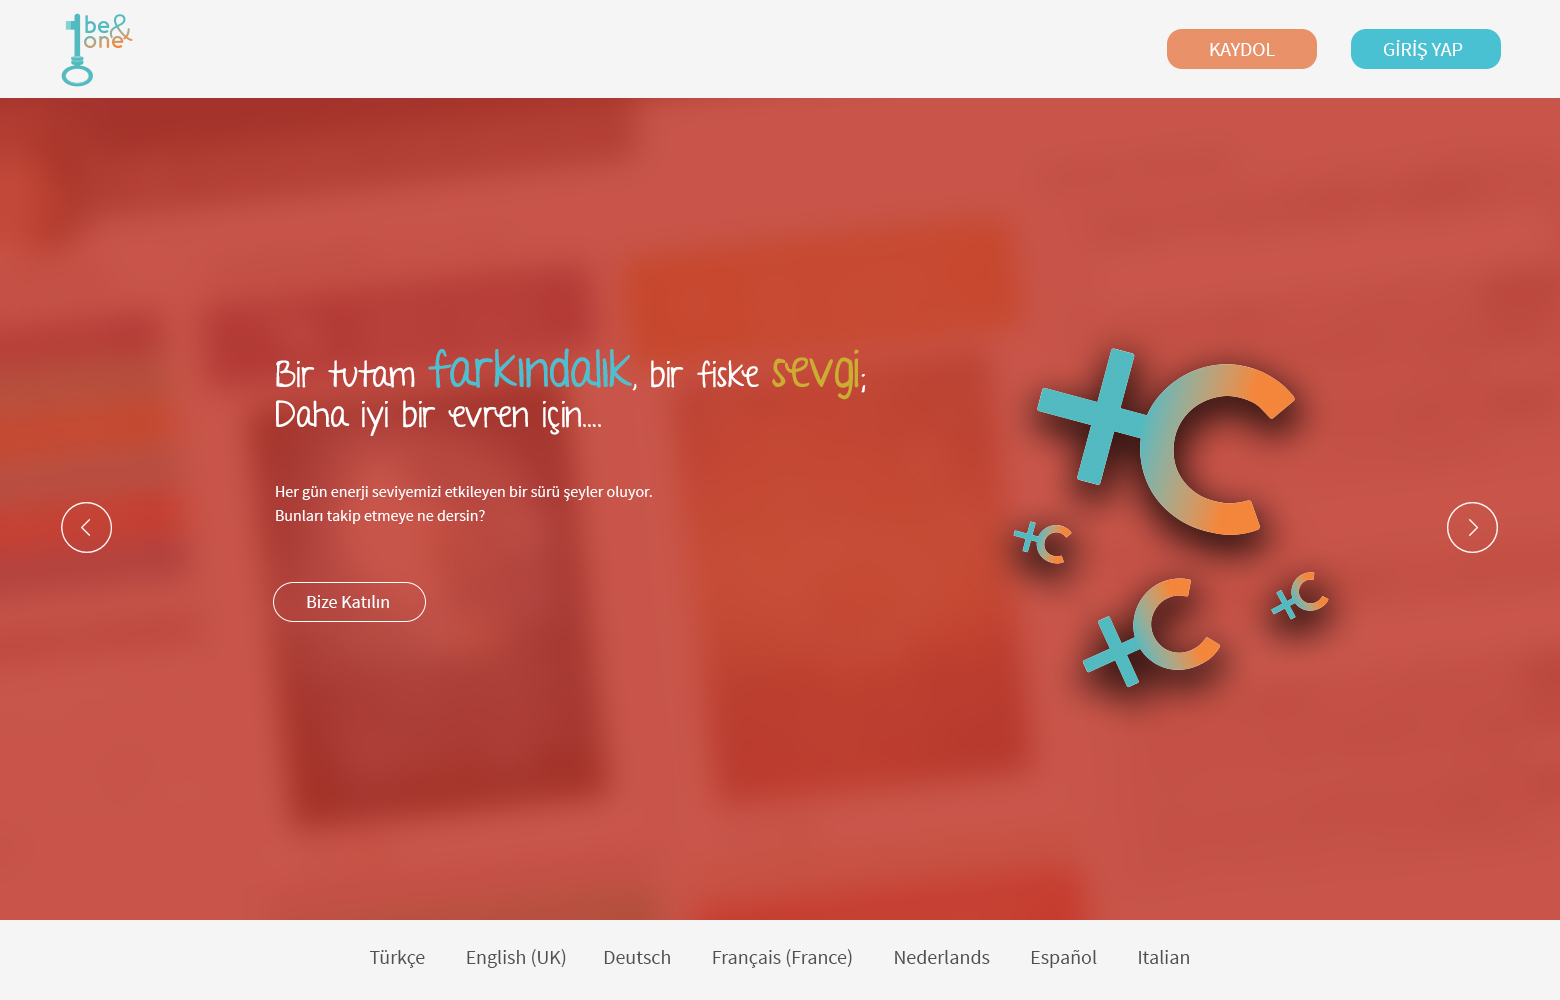 be&
one
KAYDOL
GİRİŞ YAP
Bir tutam farkındalık, bir fiske sevgi;
Daha iyi bir evren için....
Her gün enerji seviyemizi etkileyen bir sürü şeyler oluyor.
Bunları takip etmeye ne dersin?
Bize Katılın
+C
+C
+C
+C
Türkçe English (UK) Deutsch Français (France) Nederlands Español Italian